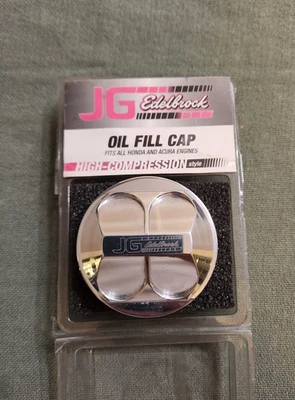 JG Edelbrock
OIL FILL CAP
FITS ALL HONDA AND ACURA ENGINES
HIGH-COMPRESSION style
JG Edelbrock